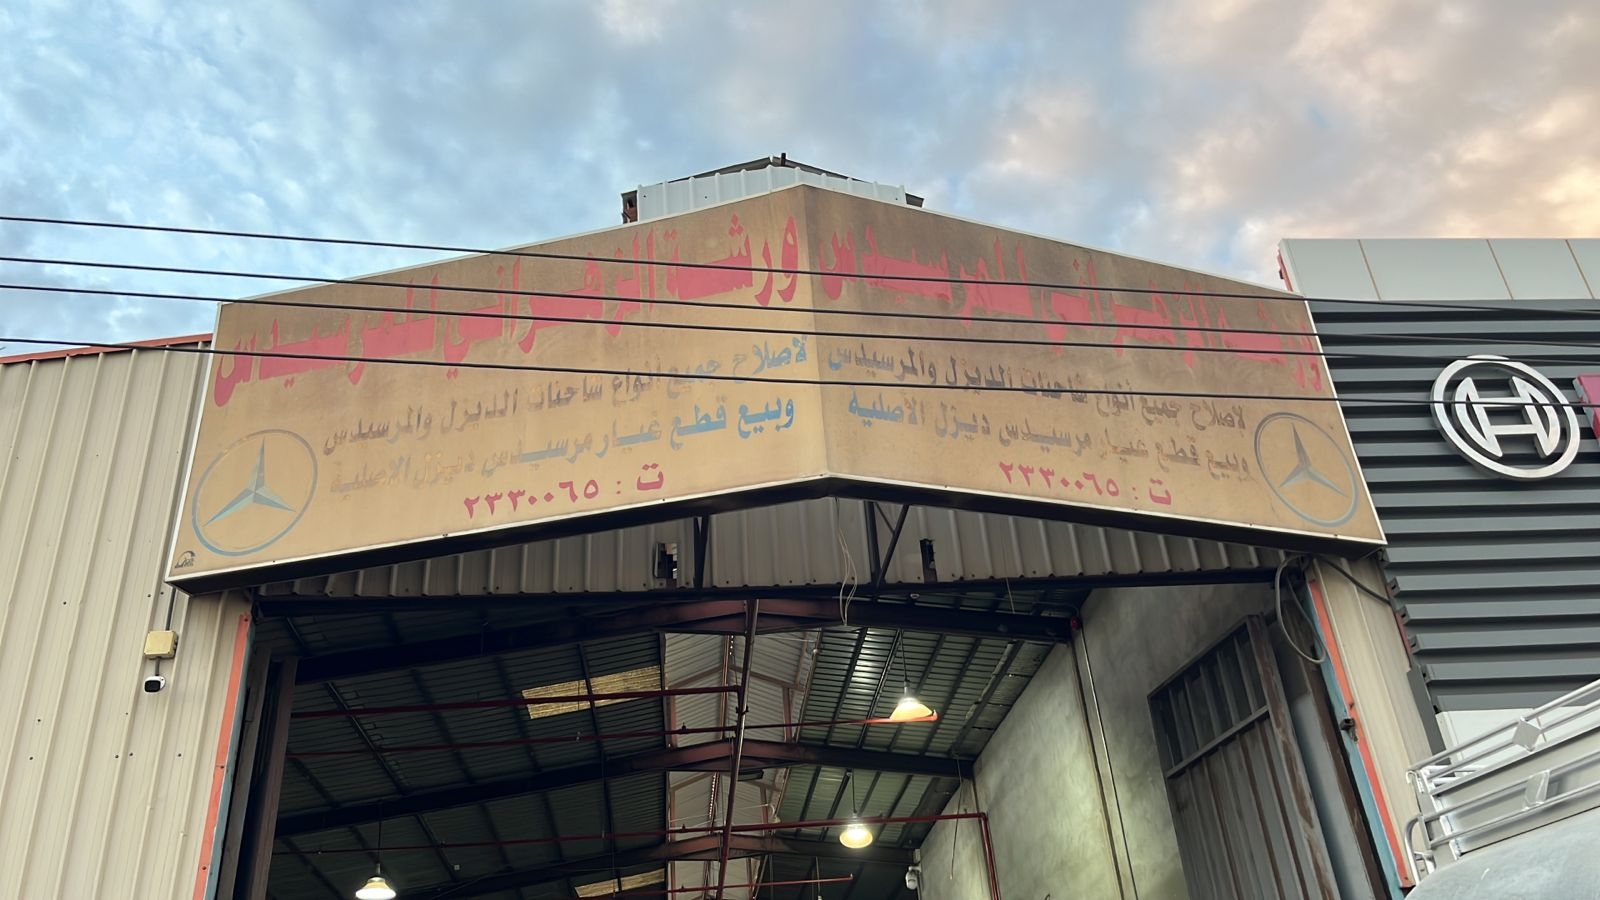 ورشة الزهراني للمرسيدس
لاصلاح جميع أنواع شاحنات الديزل والمرسيدس
وبيع قطع غيار مرسيدس ديزل الاصلية
ت : ٢٣٣٠٠٦٥
ورشة الزهراني للمرسيدس
لاصلاح جميع أنواع شاحنات الديزل والمرسيدس
وبيع قطع غيار مرسيدس ديزل الأصلية
ت : ٢٣٣٠٠٦٥